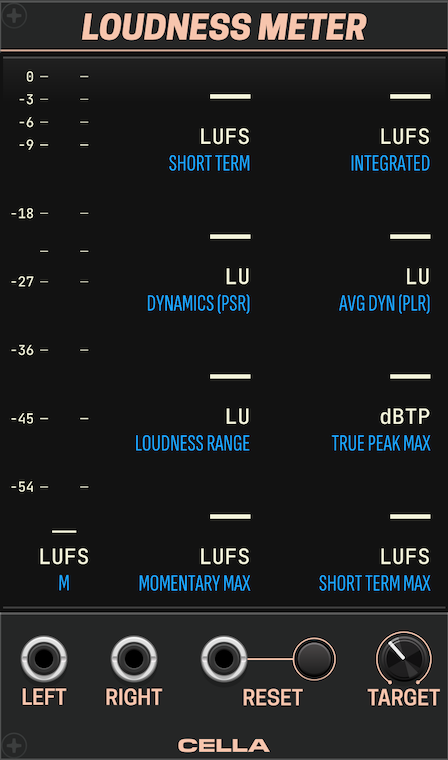 LOUDNESS METER
0
-3
-6
-9
-18
-27
-36
-45
-54
LUFS
M
LUFS
SHORT TERM
LUFS
INTEGRATED
LU
DYNAMICS (PSR)
LU
AVG DYN (PLR)
LU
LOUDNESS RANGE
dBTP
TRUE PEAK MAX
LUFS
MOMENTARY MAX
LUFS
SHORT TERM MAX
LEFT
RIGHT
RESET
TARGET
CELLA